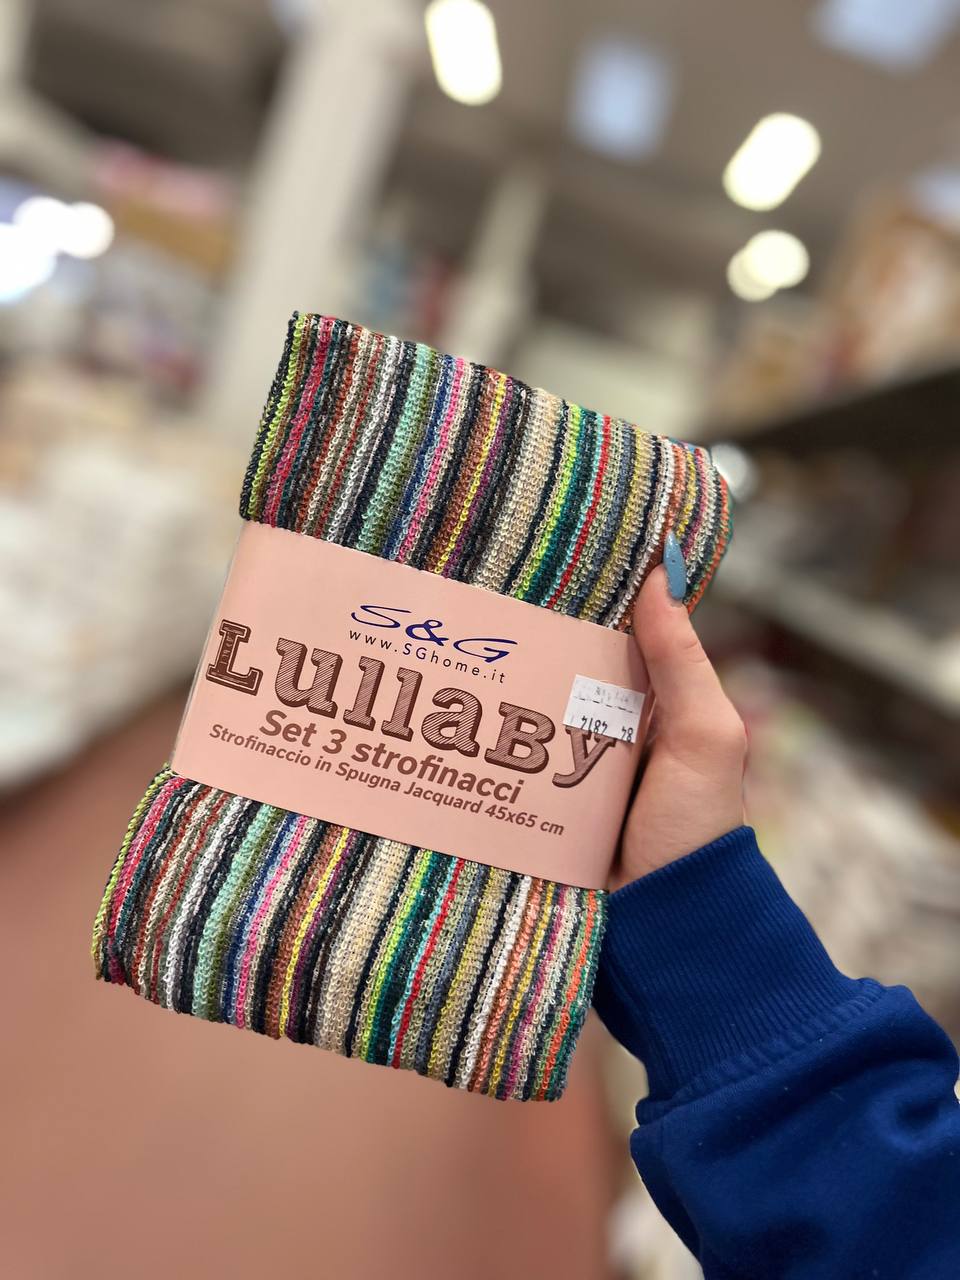 S&G
www.SGhome.it
Lullaby
Set 3 strofinacci
Strofinaccio in Spugna Jacquard 45x65 cm